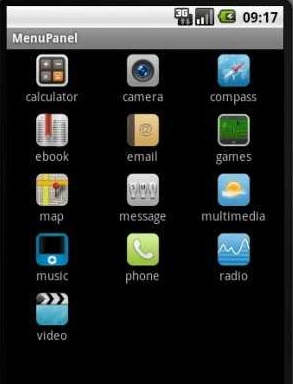 3G 09:17
MenuPanel
calculator camera compass
ebook email games
map message multimedia
music phone radio
video